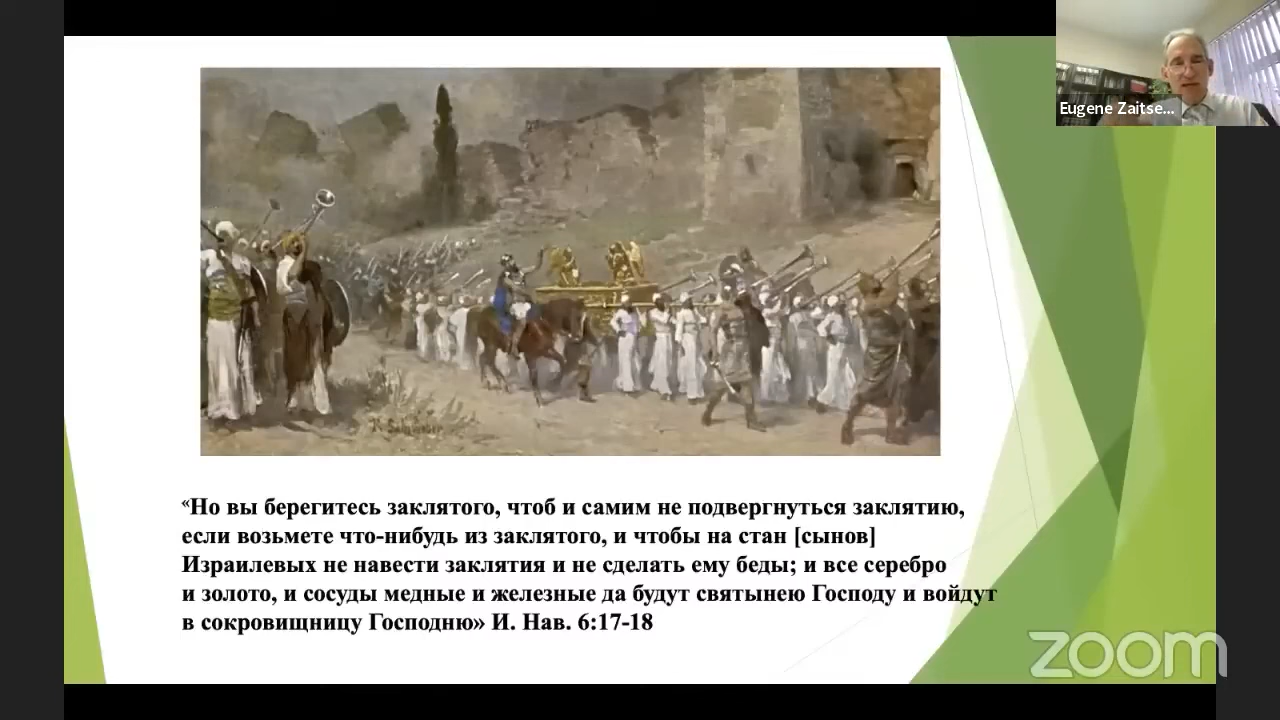 Eugene Zaitse...
«Но вы берегитесь заклятого, чтоб и самим не подвергнуться заклятию,
если возьмете что-нибудь из заклятого, и чтобы на стан [сынов]
Израилевых не навести заклятия и не сделать ему беды; и все серебро
и золото, и сосуды медные и железные да будут святынею Господу и войдут
в сокровищницу Господню» И. Нав. 6:17-18
zoom